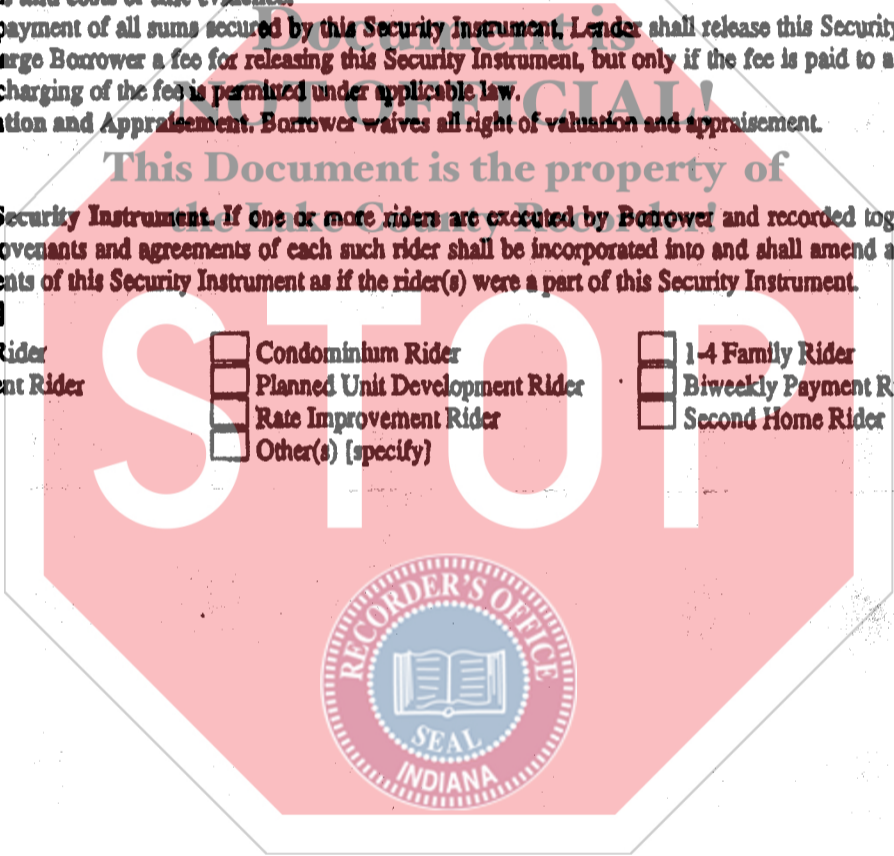 Document is
payment of all sums secured by this Security Instrument, Lender shall release this Security
arge Borrower a fee for releasing this Security Instrument, but only if the fee is paid to a
charging of the fee is permitted under applicable law.
NOT OFFICIAL!
tion and Appraisement. Borrower waives all right of valuation and appraisement.
This Document is the property of
the Lake County Recorder!
Security Instrument. If one or more riders are executed by Borrower and recorded tog
ovenants and agreements of each such rider shall be incorporated into and shall amend a
ents of this Security Instrument as if the rider(s) were a part of this Security Instrument.
STOP
Rider Condominium Rider 1-4 Family Rider
nt Rider Planned Unit Development Rider Biweekly Payment R
Rate Improvement Rider Second Home Rider
Other(s) [specify]
RECORDER'S OFFICE
SEAL
INDIANA